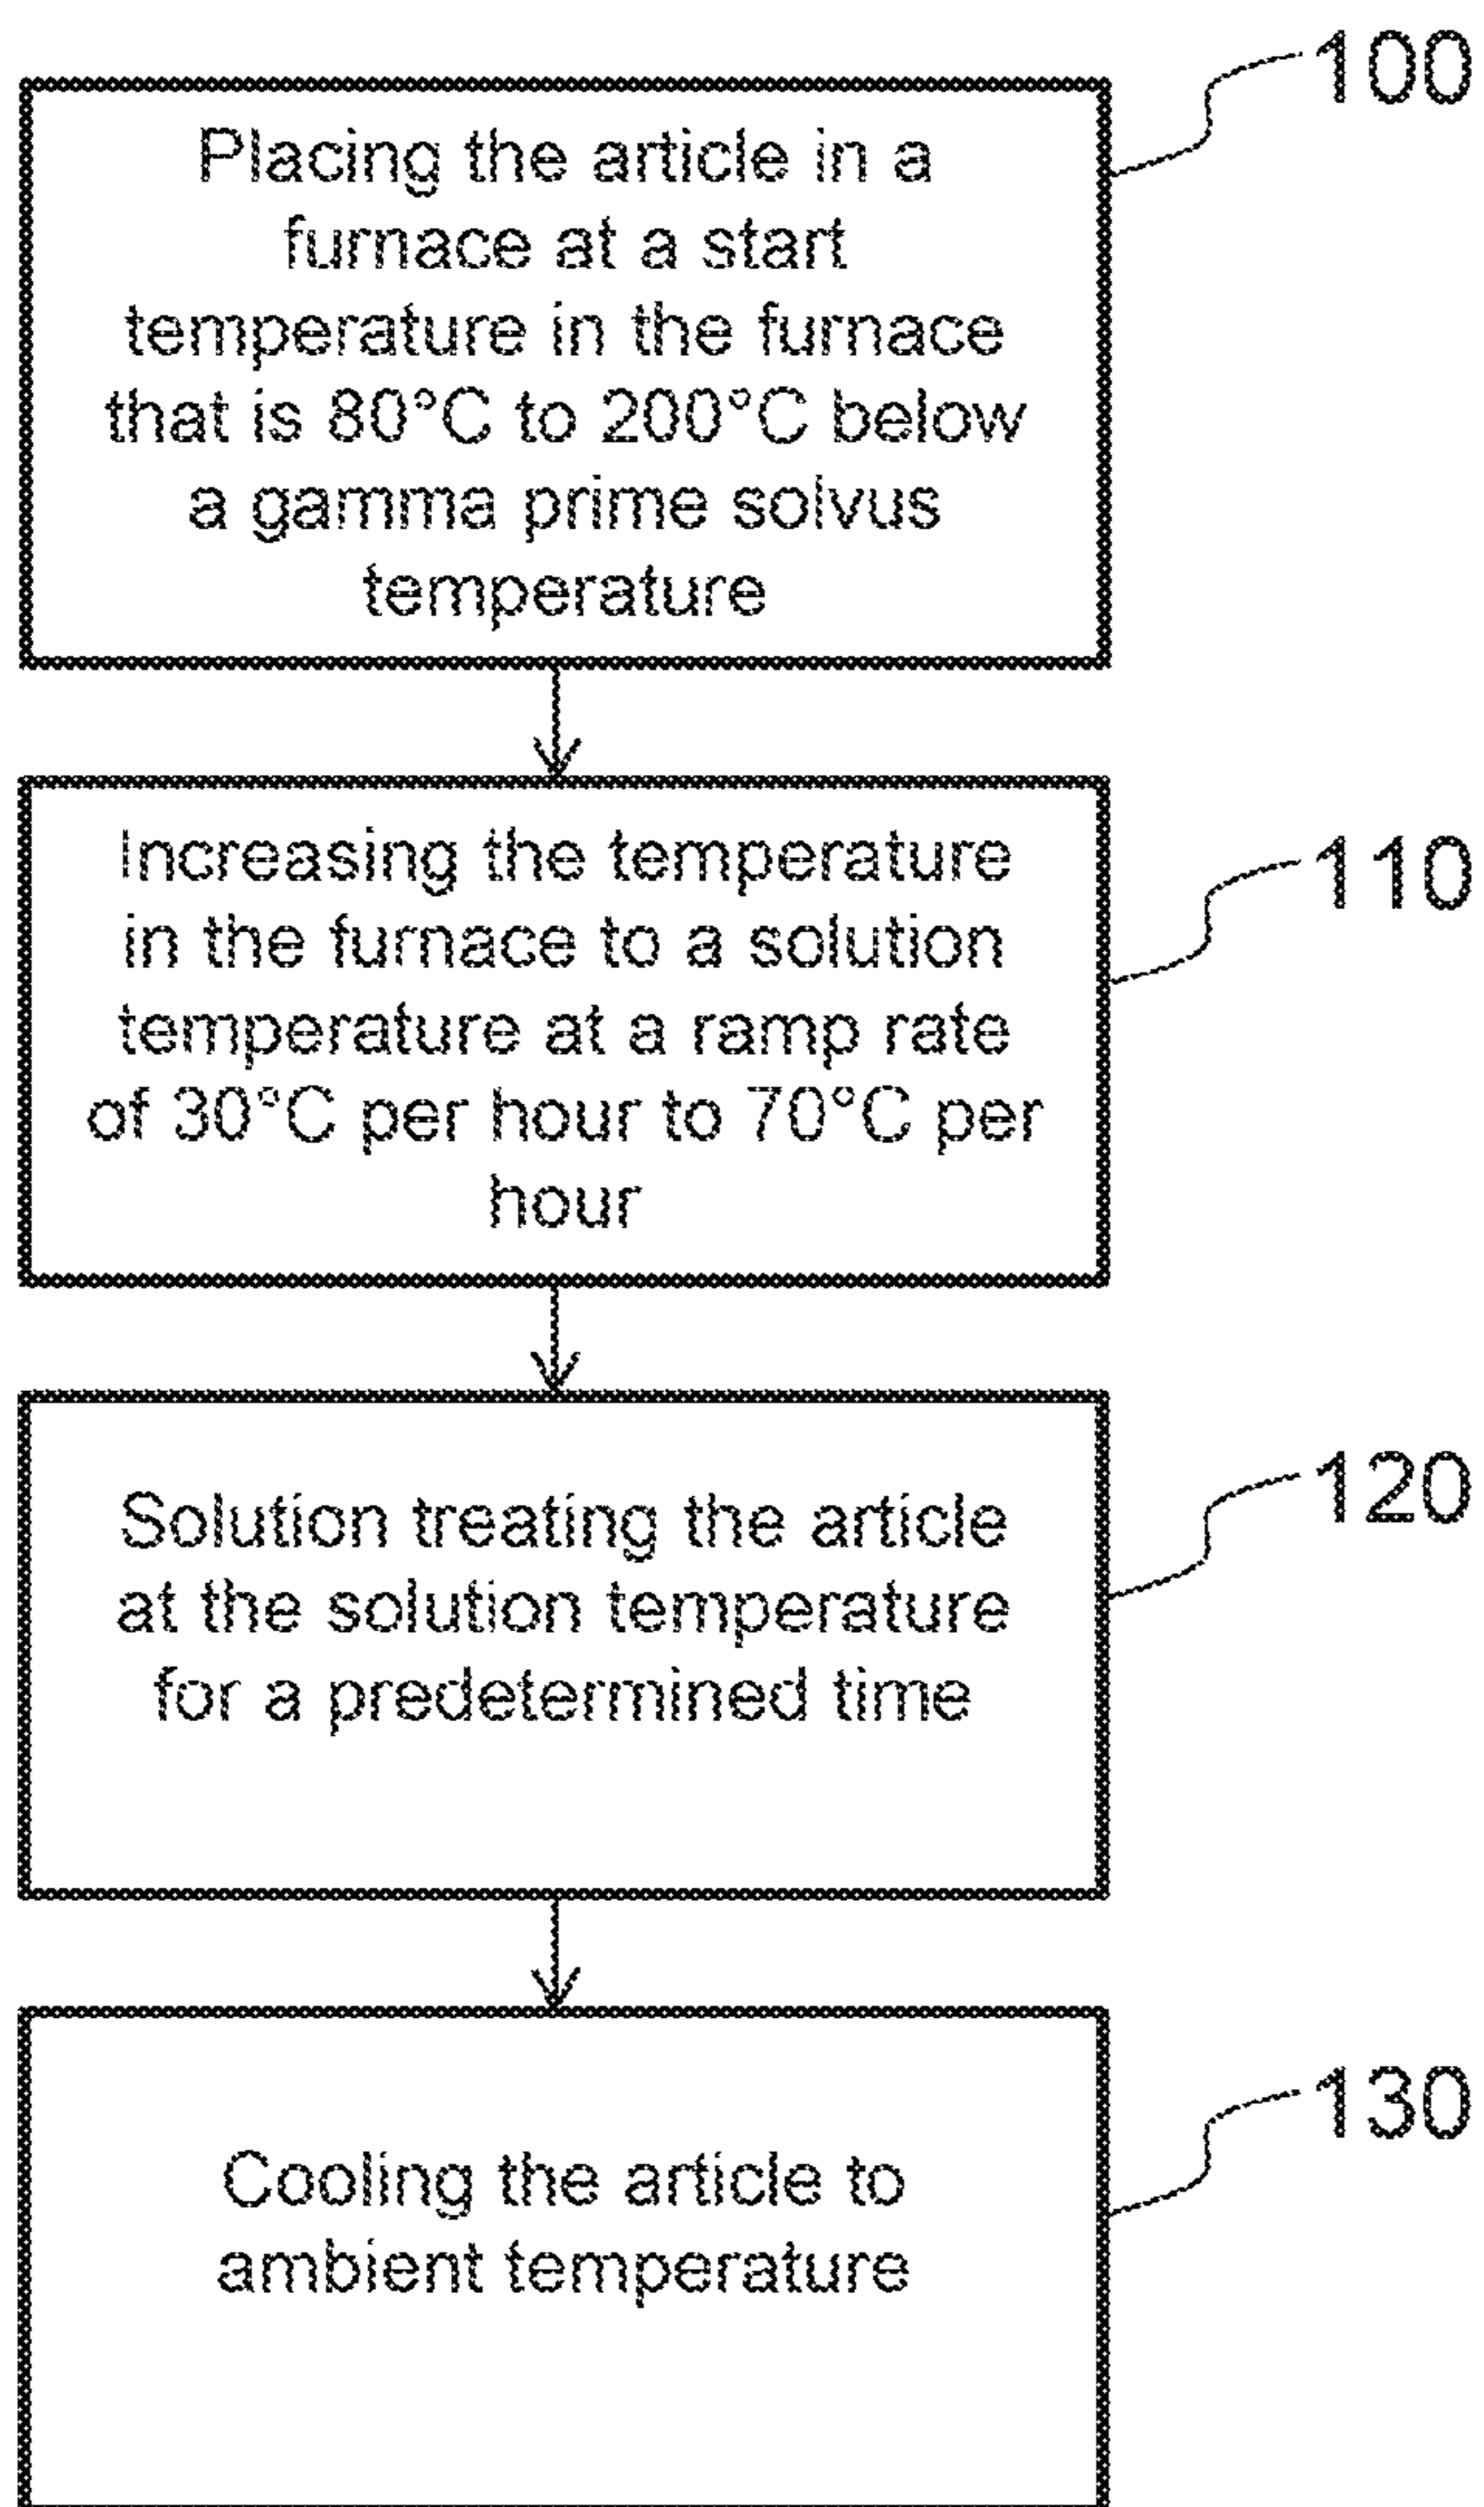 100
Placing the article in a
furnace at a start
temperature in the furnace
that is 80°C to 200°C below
a gamma prime solvus
temperature
110
Increasing the temperature
in the furnace to a solution
temperature at a ramp rate
of 30°C per hour to 70°C per
hour
120
Solution treating the article
at the solution temperature
for a predetermined time
130
Cooling the article to
ambient temperature